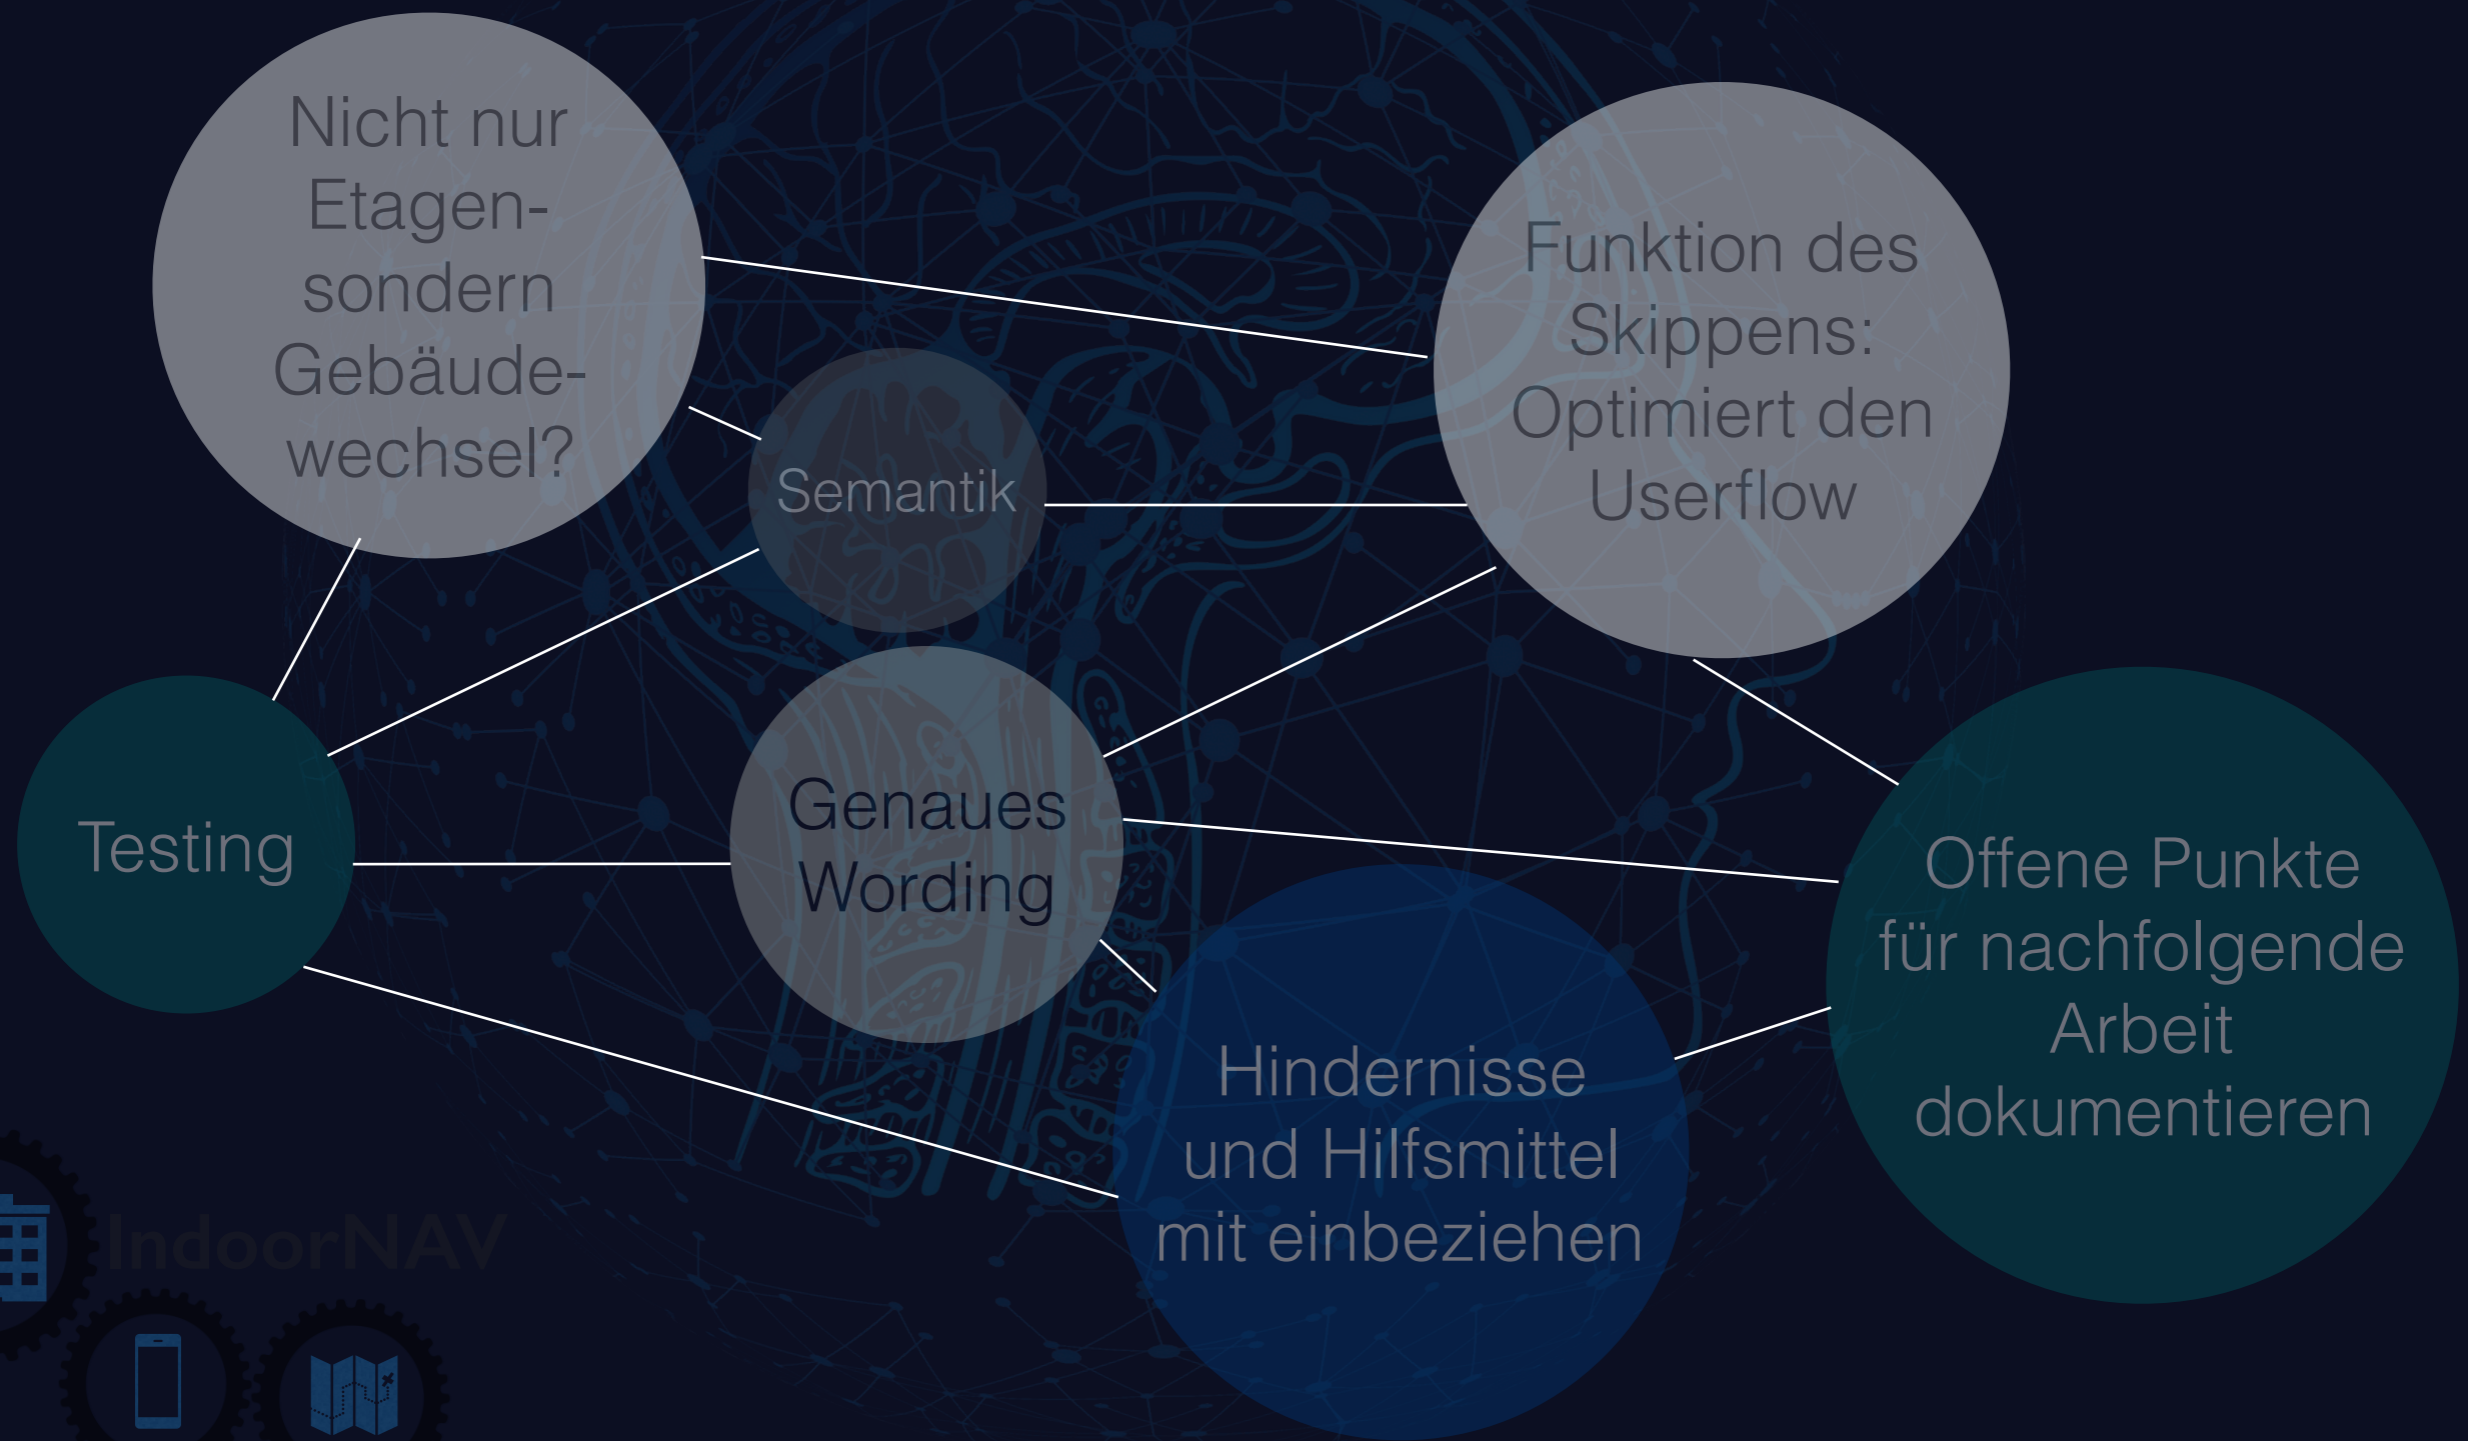 Nicht nur
Etagen-
sondern
Gebäude-
wechsel?
Funktion des
Skippens:
Optimiert den
Userflow
Semantik
Testing
Genaues
Wording
Offene Punkte
für nachfolgende
Arbeit
dokumentieren
Hindernisse
und Hilfsmittel
mit einbeziehen
IndoorNAV